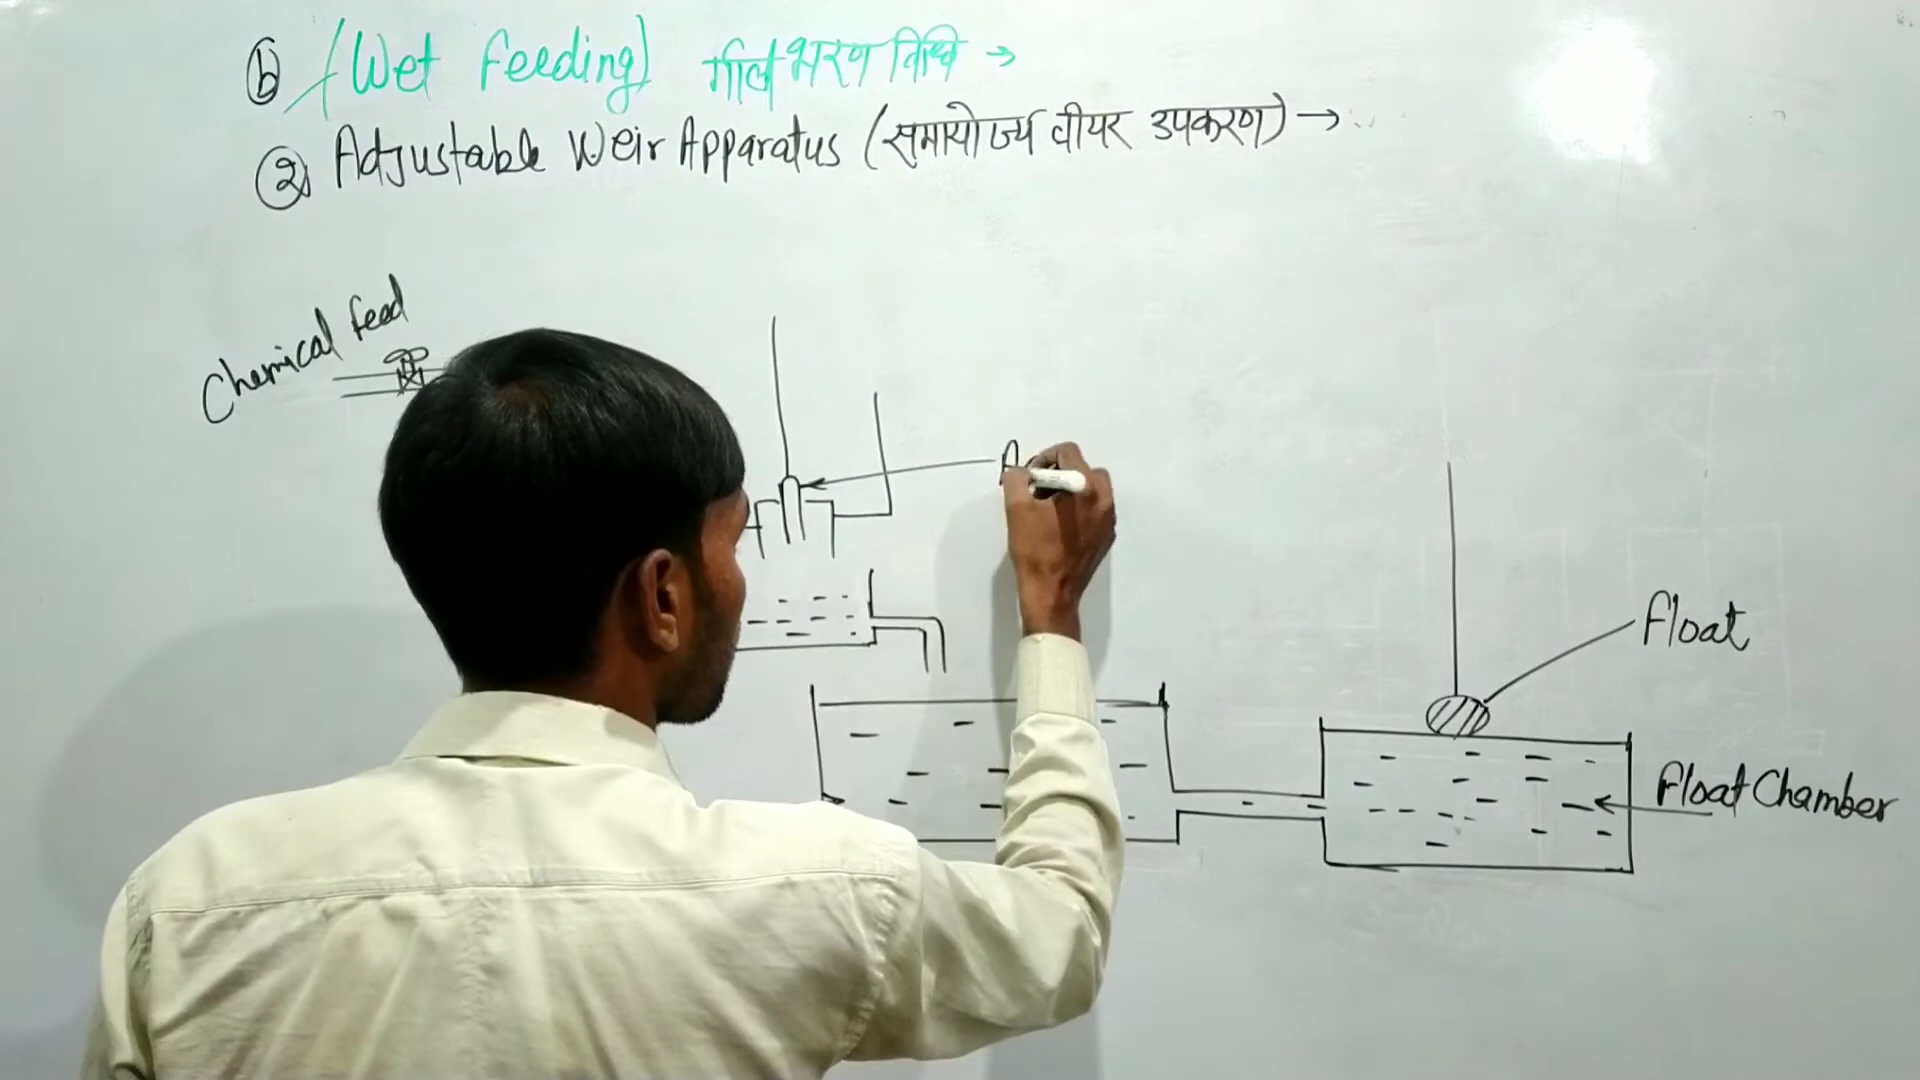 b (Wet feeding) गीला भरण विधि →
2 Adjustable Weir Apparatus (समायोज्य वीयर उपकरण) →
Chemical feed
A
float
float Chamber